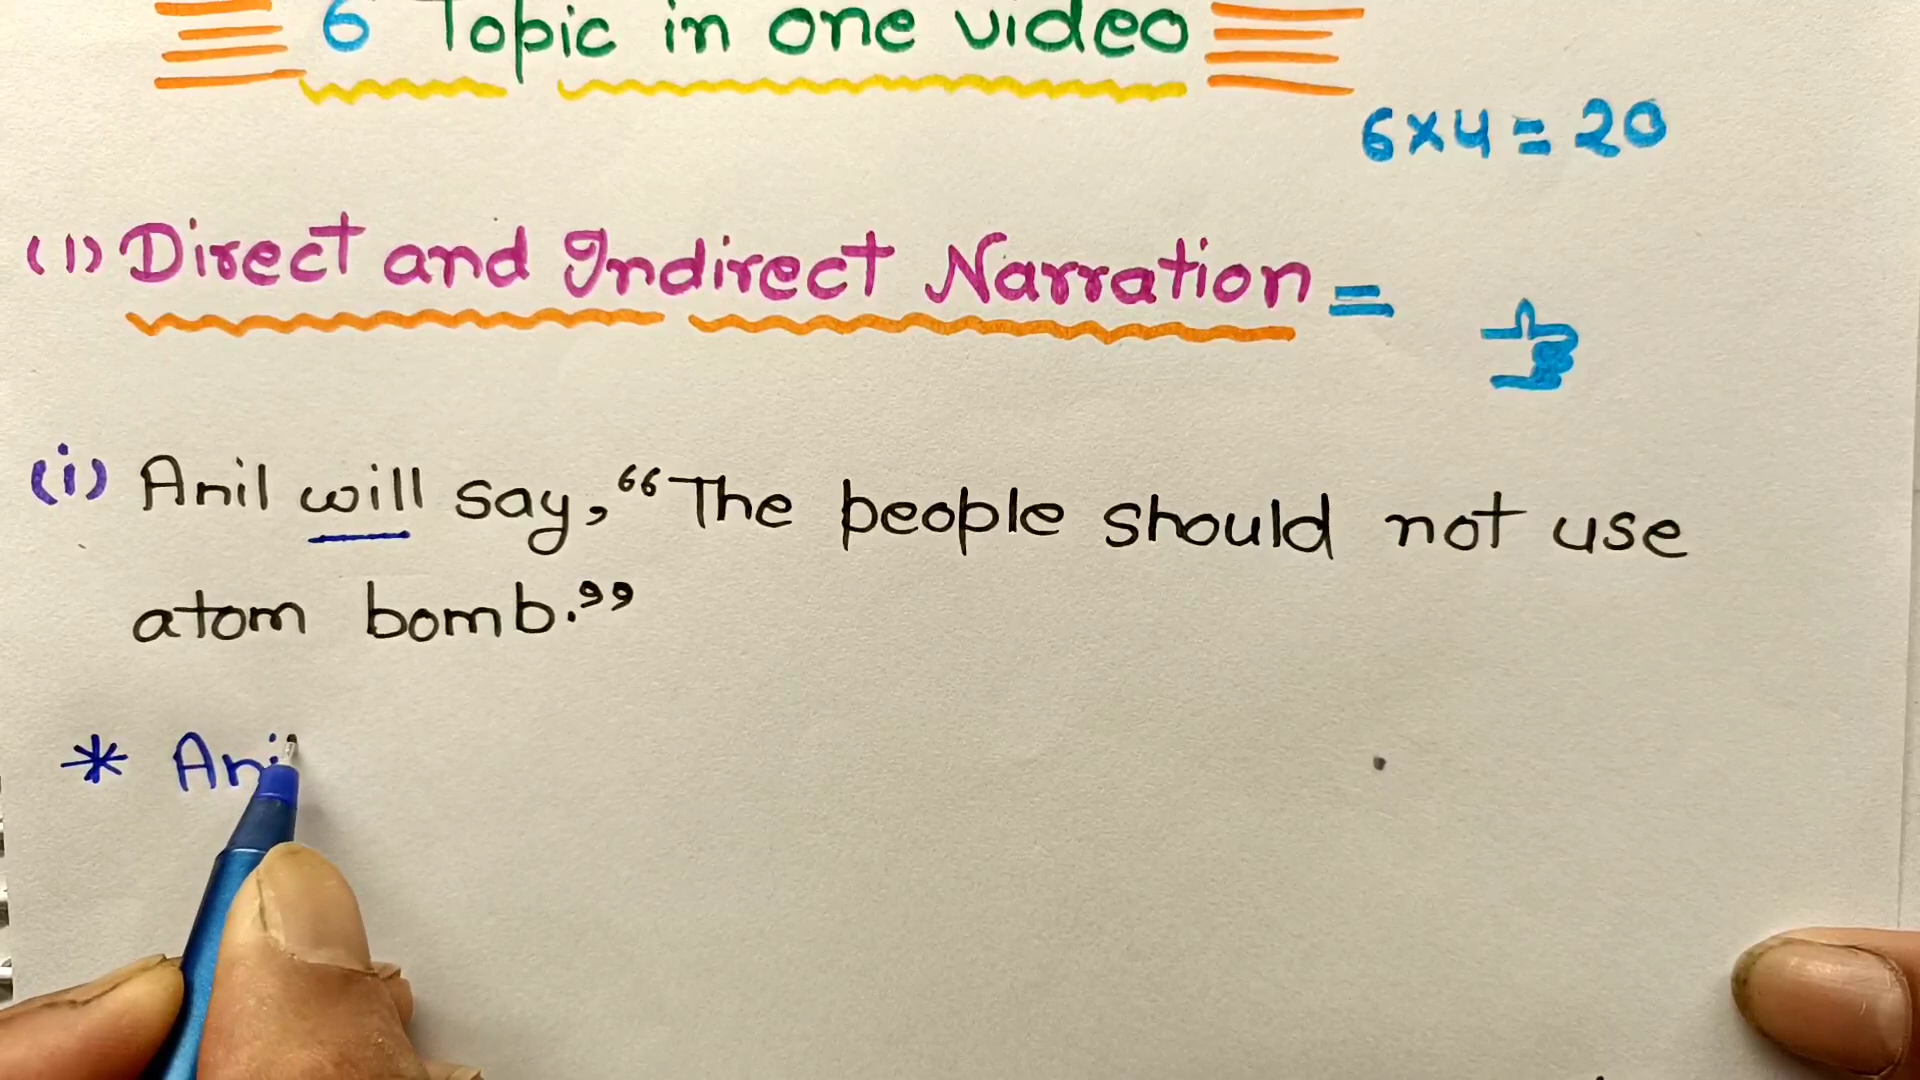 6 Topic in one video
6×4=20
(1) Direct and Indirect Narration =
(i) Anil will say, “The people should not use
atom bomb.”
* Ani